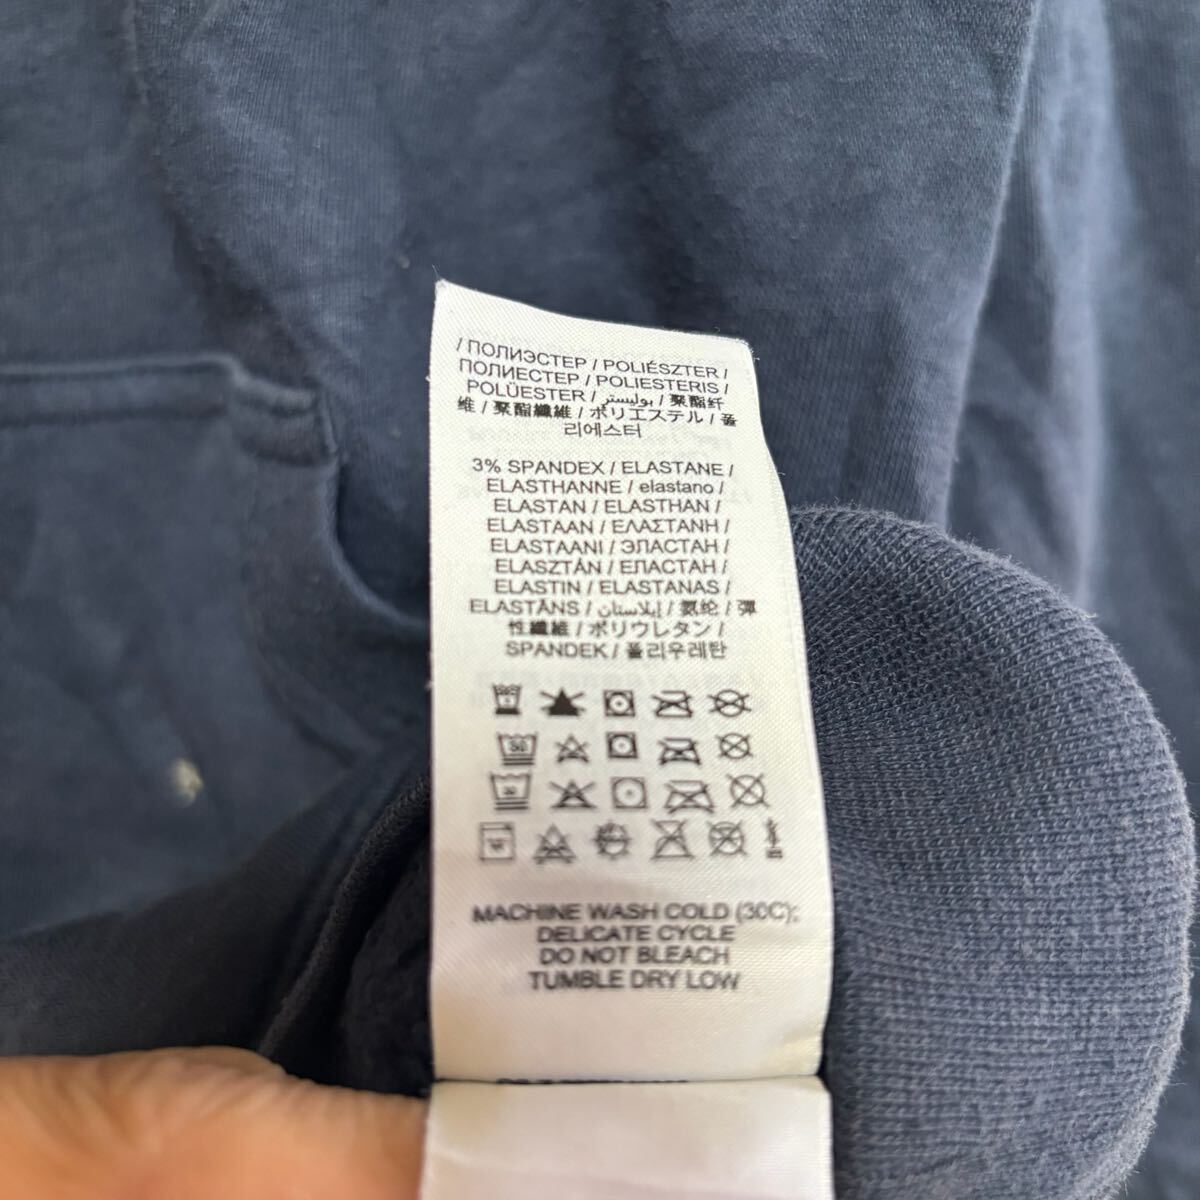 / ПОЛИЭСТЕР / POLIÉSZTER /
ПОЛИЕСТЕР / POLIESTERIS /
POLÜESTER / بوليستر / 聚酯纤
维 / 聚酯纖維 / ポリエステル / 폴
리에스터
3% SPANDEX / ELASTANE /
ELASTHANNE / elastano /
ELASTAN / ELASTHAN /
ELASTAAN / ΕΛΑΣΤΑΝΗ /
ELASTAANI / ЭЛАСТАН /
ELASZTÁN / ЕЛАСТАН /
ELASTIN / ELASTANAS /
ELASTĀNS / إيلاستان / 氨纶 / 彈
性纖維 / ポリウレタン /
SPANDEK / 폴리우레탄
MACHINE WASH COLD (30C);
DELICATE CYCLE
DO NOT BLEACH
TUMBLE DRY LOW